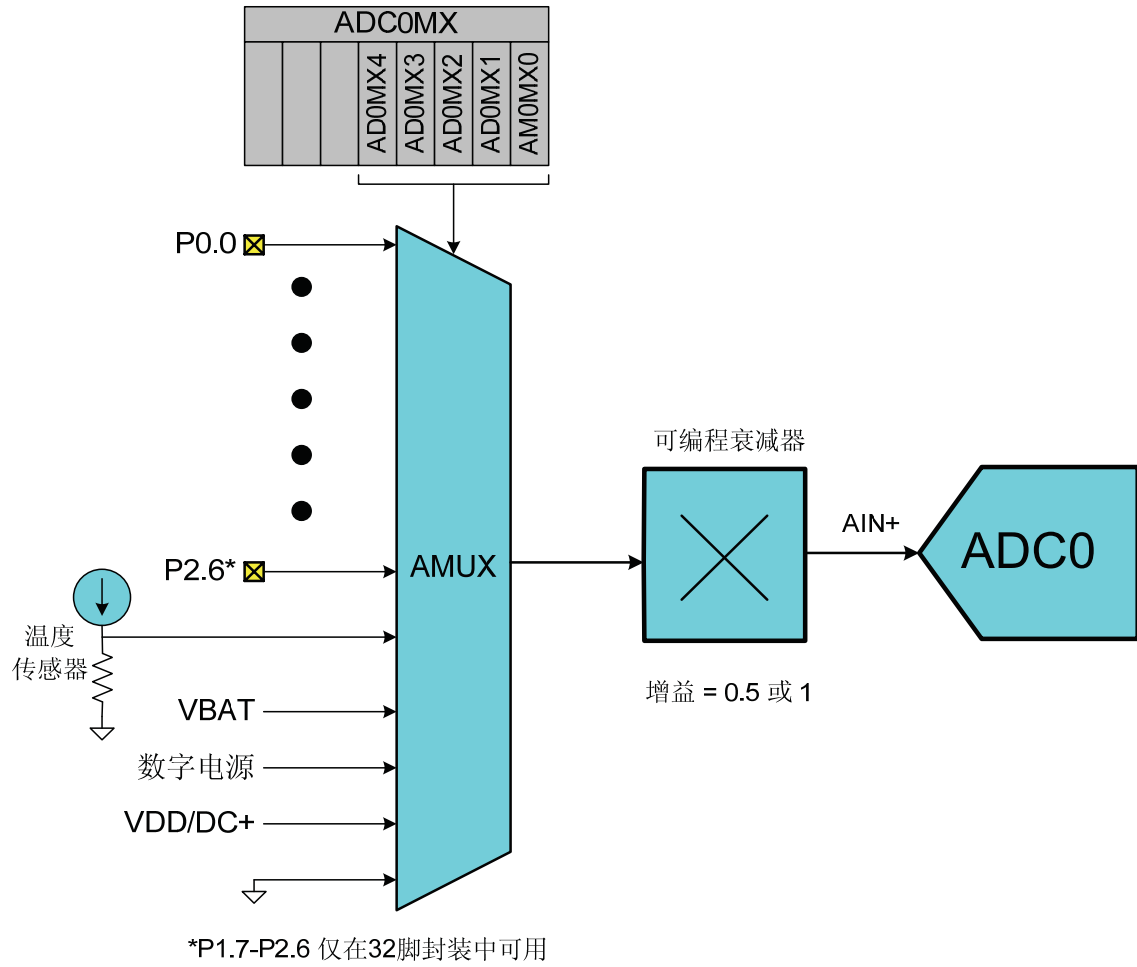 ADC0MX
AD0MX4
AD0MX3
AD0MX2
AD0MX1
AM0MX0
P0.0
可编程衰减器
AIN+
ADC0
P2.6*
AMUX
温度
传感器
增益 = 0.5 或 1
VBAT
数字电源
VDD/DC+
*P1.7-P2.6 仅在32脚封装中可用